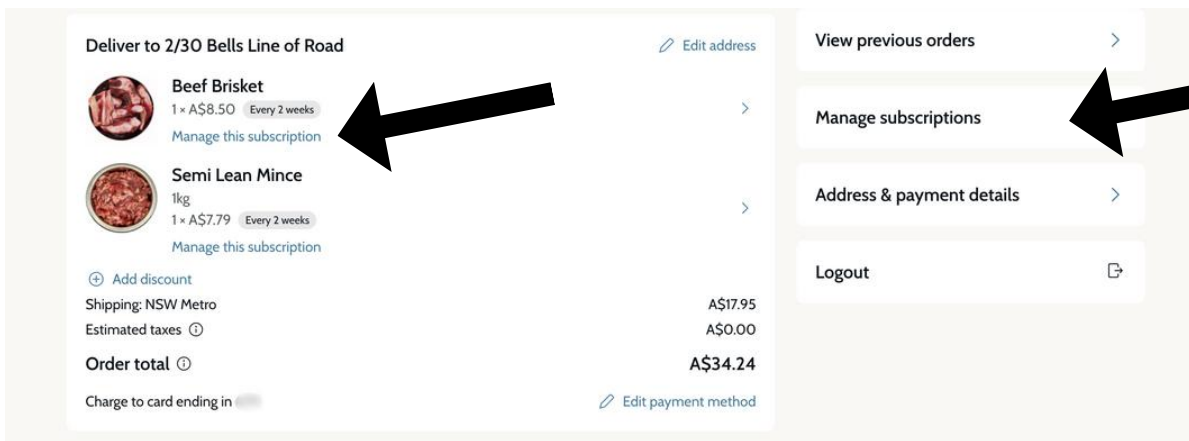 Deliver to 2/30 Bells Line of Road
Edit address
Beef Brisket
1 × A$8.50 Every 2 weeks
Manage this subscription
Semi Lean Mince
1kg
1 × A$7.79 Every 2 weeks
Manage this subscription
Add discount
Shipping: NSW Metro A$17.95
Estimated taxes A$0.00
Order total A$34.24
Charge to card ending in
Edit payment method
View previous orders
Manage subscriptions
Address & payment details
Logout